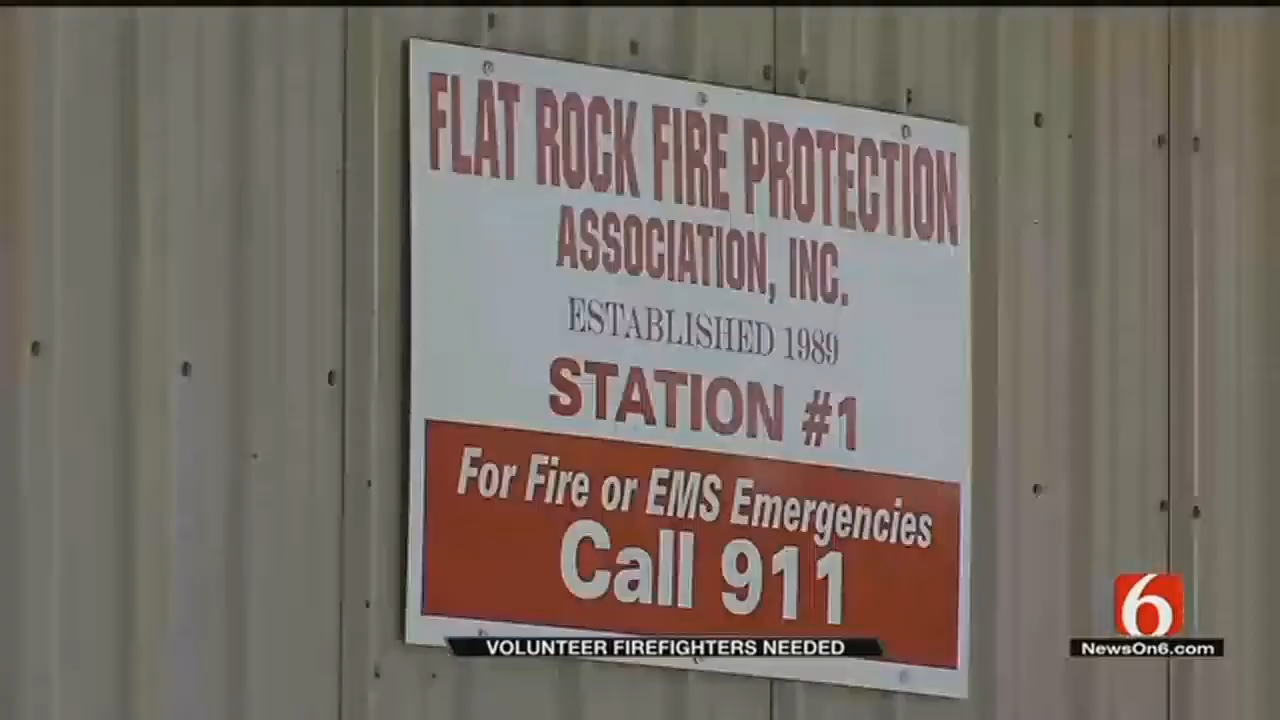 FLAT ROCK FIRE PROTECTION
ASSOCIATION, INC.
ESTABLISHED 1989
STATION #1
For Fire or EMS Emergencies
Call 911
VOLUNTEER FIREFIGHTERS NEEDED
6
NewsOn6.com